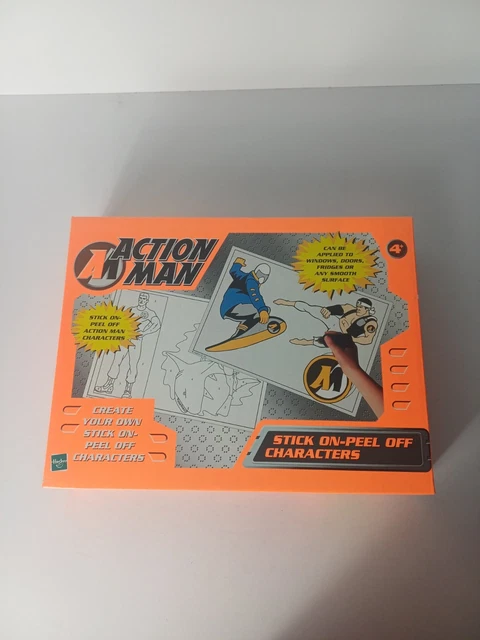 ACTION
MAN
4+
CAN BE
APPLIED TO
WINDOWS, DOORS,
FRIDGES OR
ANY SMOOTH
SURFACE
STICK ON-
PEEL OFF
ACTION MAN
CHARACTERS
CREATE
YOUR OWN
STICK ON-
PEEL OFF
CHARACTERS
Hasbro
STICK ON-PEEL OFF
CHARACTERS